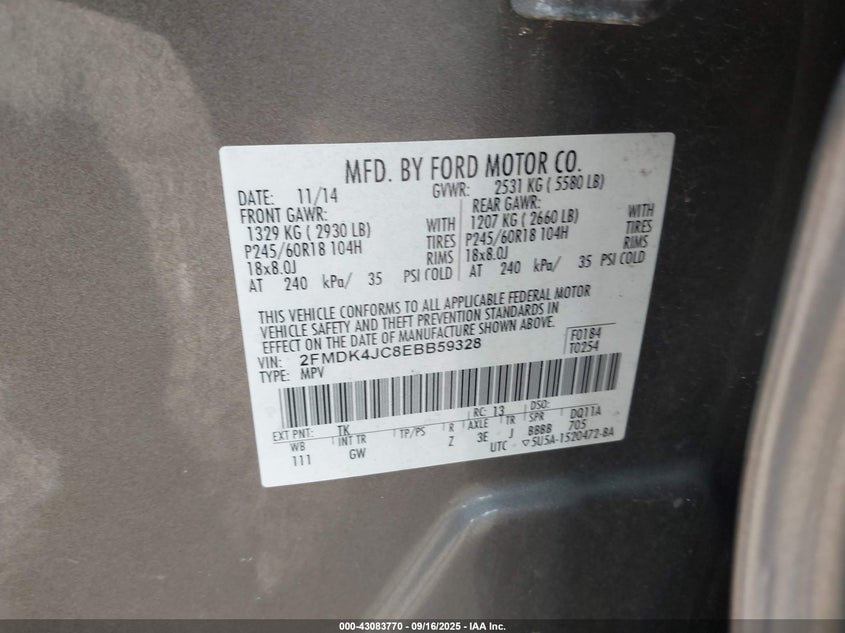 MFD. BY FORD MOTOR CO.
DATE: 11/14 GVWR: 2531 KG ( 5580 LB)
FRONT GAWR: REAR GAWR:
1329 KG ( 2930 LB) WITH 1207 KG ( 2660 LB) WITH
P245/60R18 104H TIRES P245/60R18 104H TIRES
18x8.0J RIMS 18x8.0J RIMS
AT 240 kPa/ 35 PSI COLD AT 240 kPa/ 35 PSI COLD
THIS VEHICLE CONFORMS TO ALL APPLICABLE FEDERAL MOTOR
VEHICLE SAFETY AND THEFT PREVENTION STANDARDS IN
EFFECT ON THE DATE OF MANUFACTURE SHOWN ABOVE.
VIN: 2FMDK4JC8EBB59328 F0184
TYPE: MPV T0254
EXT PNT: TK RC: 13 DSO:
WB INT TR TP/PS R AXLE TR SPR DQ11A
111 GW Z 3E J BBBB 705
UTC ▽5U5A-1520472-BA
000-43083770 - 09/16/2025 - IAA Inc.